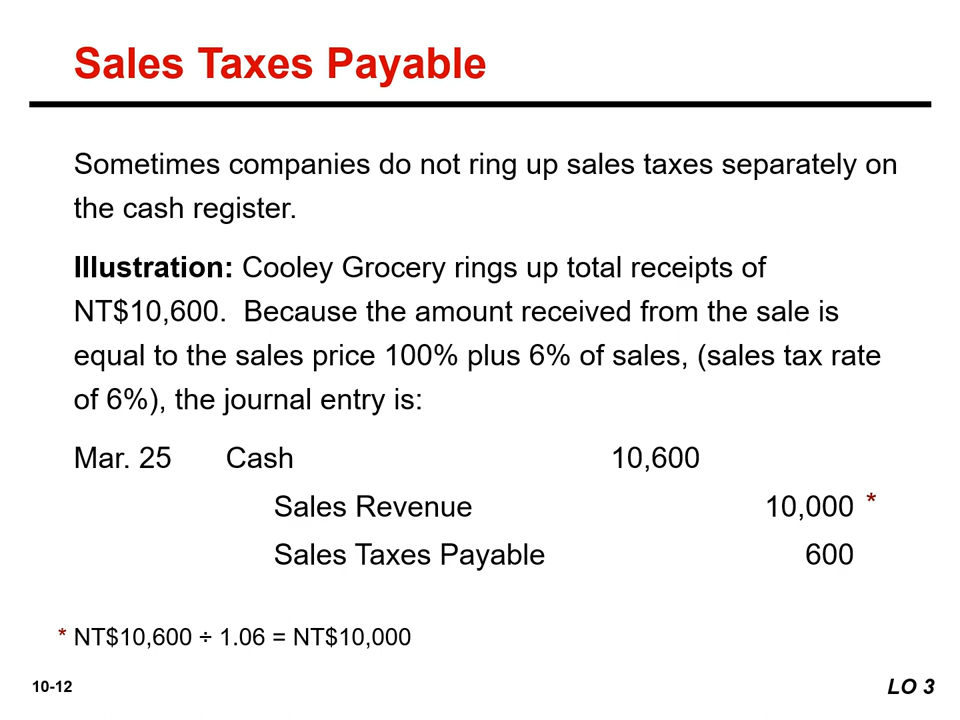 Sales Taxes Payable
Sometimes companies do not ring up sales taxes separately on
the cash register.
Illustration: Cooley Grocery rings up total receipts of
NT$10,600.  Because the amount received from the sale is
equal to the sales price 100% plus 6% of sales, (sales tax rate
of 6%), the journal entry is:
Mar. 25 Cash 10,600
Sales Revenue 10,000 *
Sales Taxes Payable 600
* NT$10,600 ÷ 1.06 = NT$10,000
10-12 LO 3